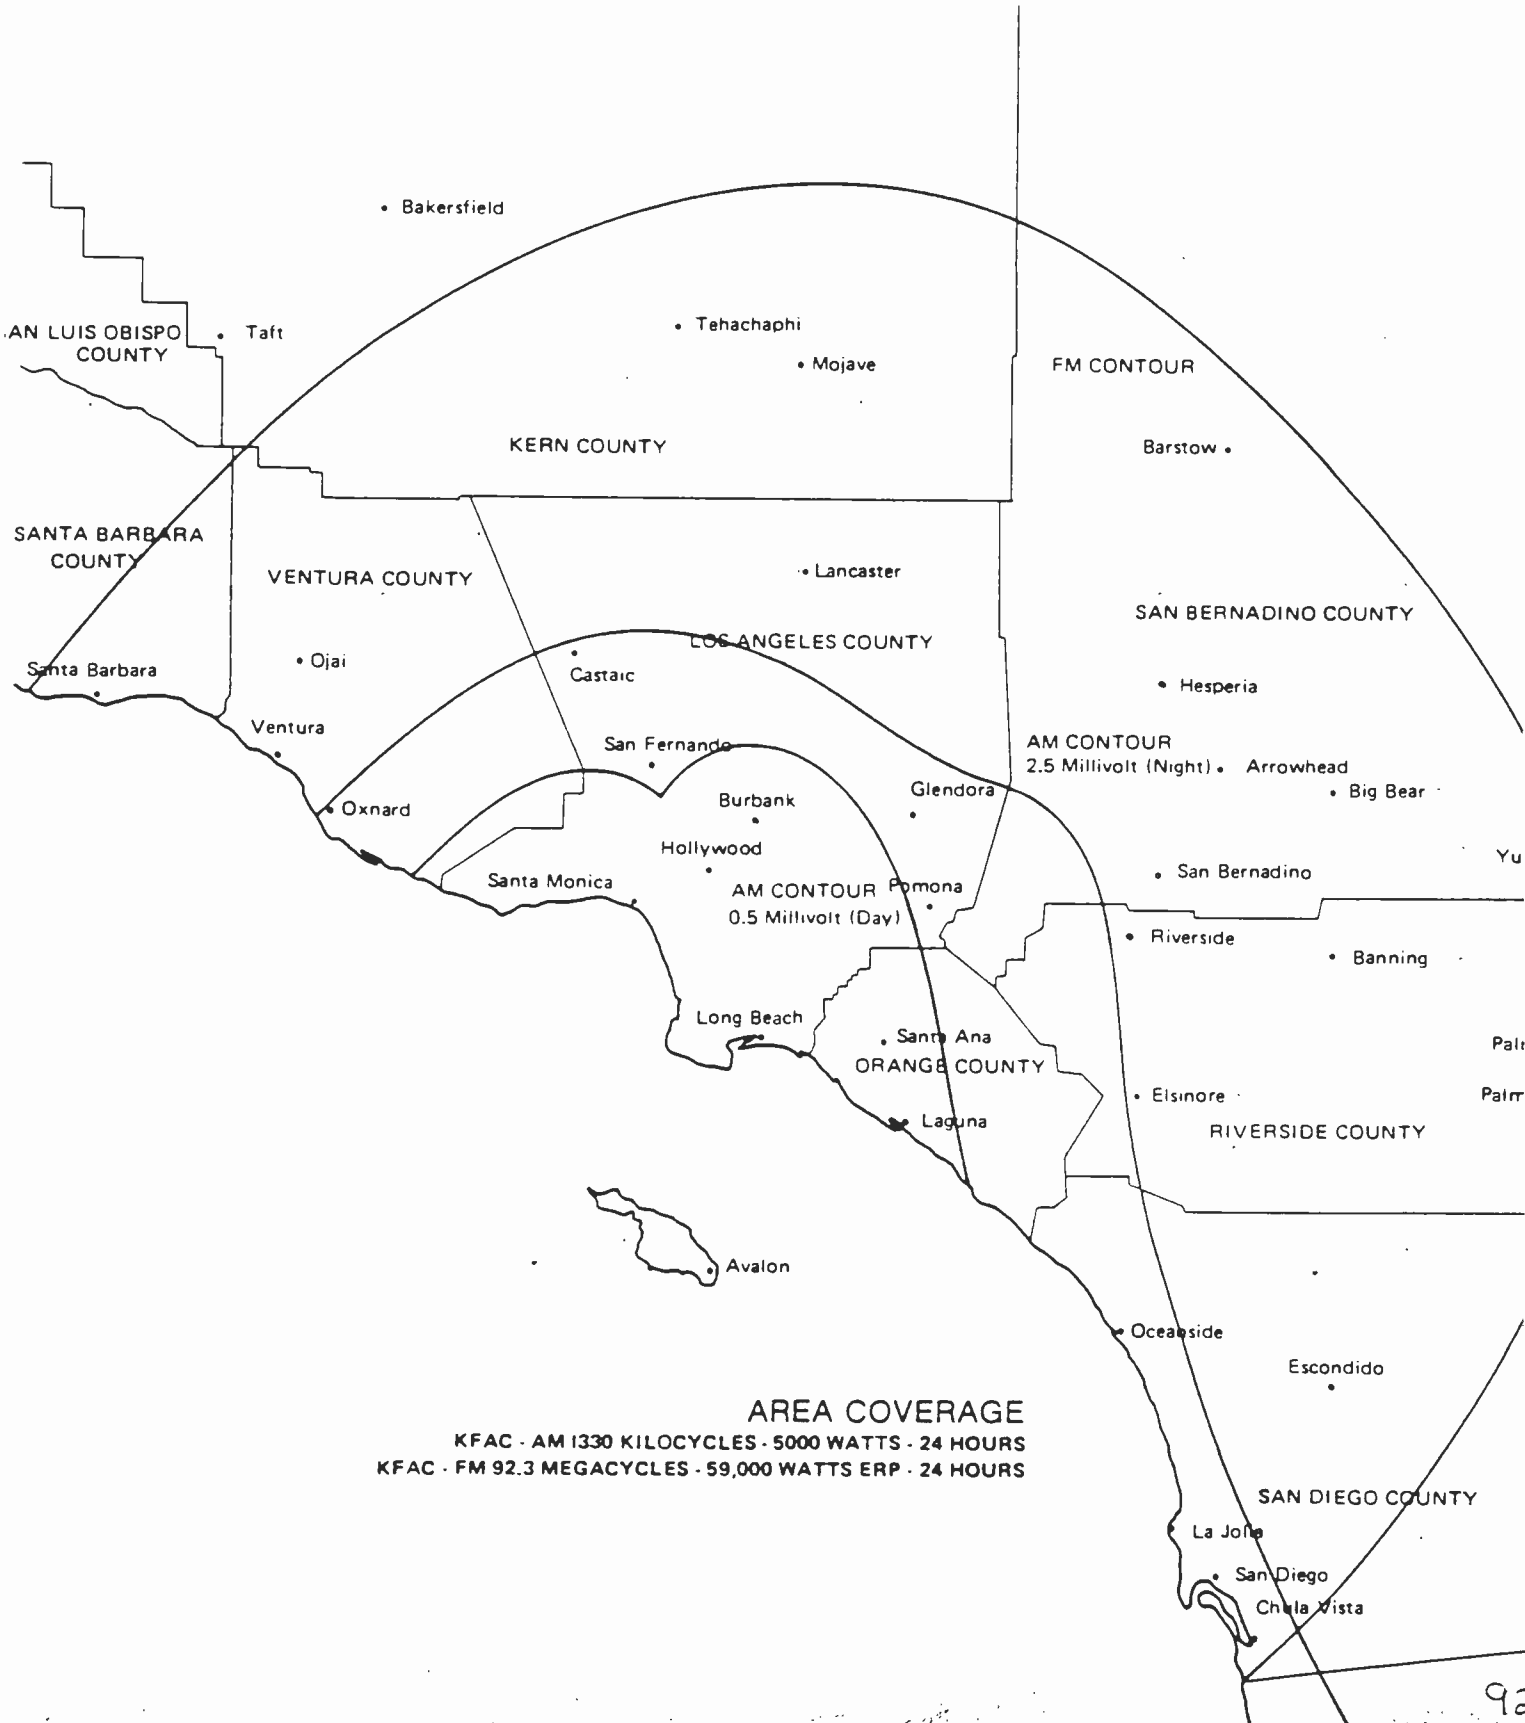 Bakersfield
.AN LUIS OBISPO
COUNTY
Taft
Tehachaphi
Mojave
FM CONTOUR
KERN COUNTY
Barstow
SANTA BARBARA
COUNTY
VENTURA COUNTY
Lancaster
SAN BERNADINO COUNTY
LOS ANGELES COUNTY
Santa Barbara
Ojai
Castaic
Hesperia
Ventura
San Fernando
AM CONTOUR
2.5 Millivolt (Night)
Arrowhead
Big Bear
Glendora
Burbank
Oxnard
Hollywood
Yu
San Bernadino
Santa Monica
AM CONTOUR
0.5 Millivolt (Day)
Pomona
Riverside
Banning
Long Beach
Santa Ana
ORANGE COUNTY
Elsinore
Laguna
RIVERSIDE COUNTY
Avalon
Oceanside
Escondido
AREA COVERAGE
KFAC - AM 1330 KILOCYCLES - 5000 WATTS - 24 HOURS
KFAC - FM 92.3 MEGACYCLES - 59,000 WATTS ERP - 24 HOURS
SAN DIEGO COUNTY
La Jolla
San Diego
Chula Vista